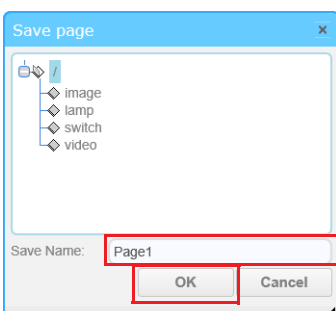 Save page ×
/
image
lamp
switch
video
Save Name: Page1
OK Cancel